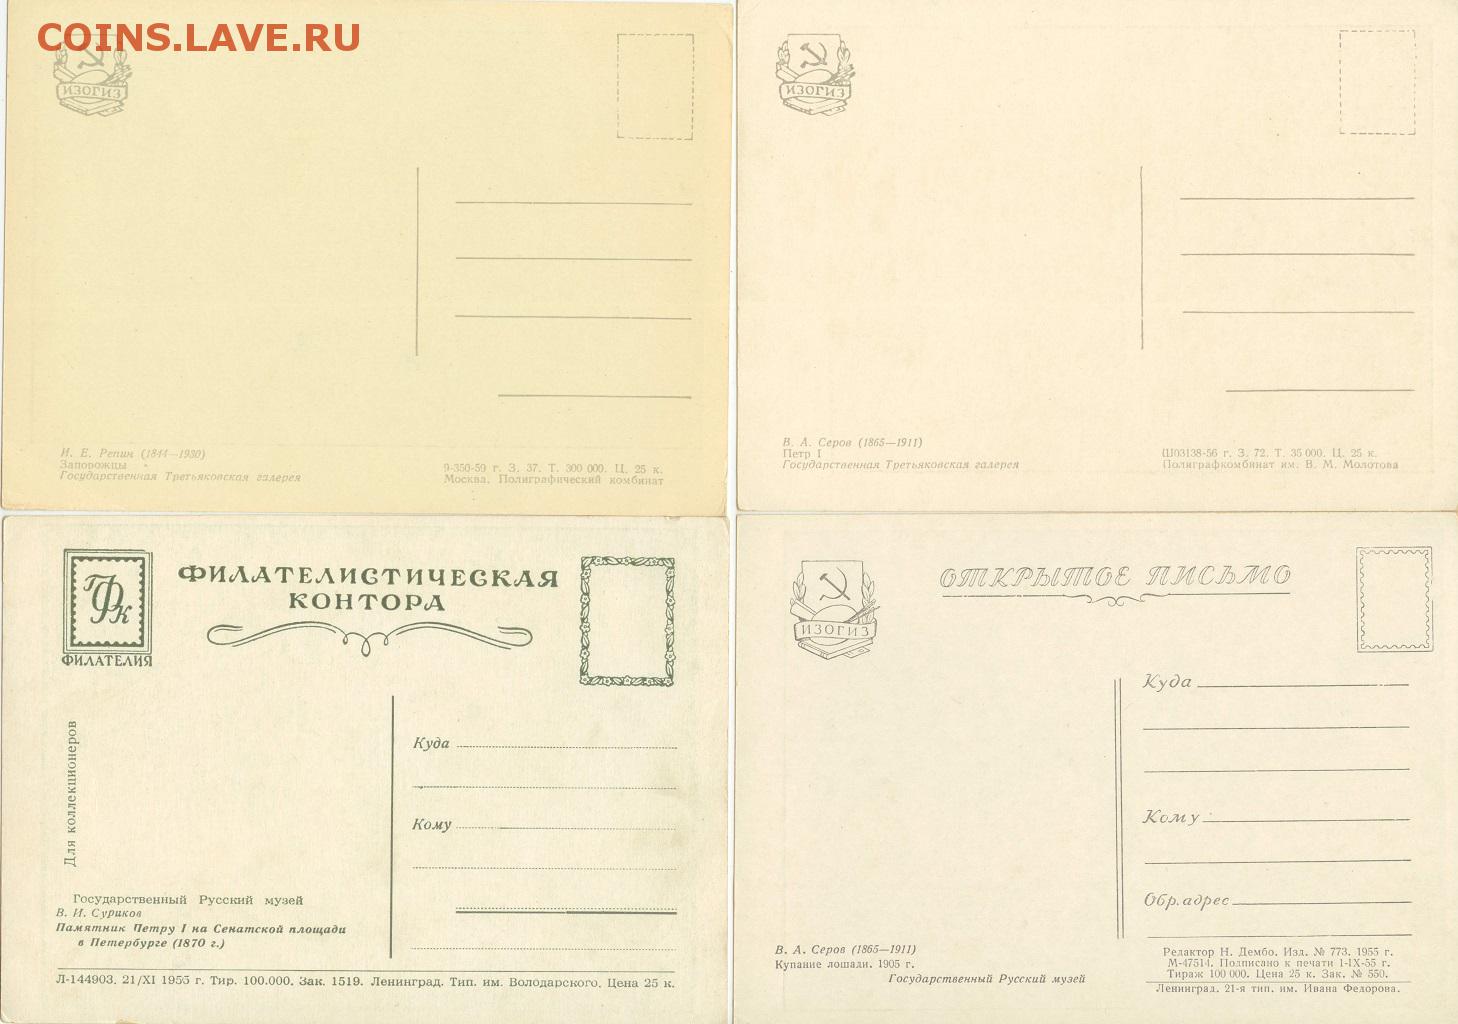 COINS.LAVE.RU
ИЗОГИЗ
И. Е. Репин (1844—1930)
Запорожцы
Государственная Третьяковская галерея
9-350-59 г. З. 37. Т. 300 000. Ц. 25 к.
Москва. Полиграфический комбинат
ИЗОГИЗ
В. А. Серов (1865—1911)
Петр I
Государственная Третьяковская галерея
Ш03138-56 г. З. 72. Т. 35 000. Ц. 25 к.
Полиграфкомбинат им. В. М. Молотова
ФИЛАТЕЛИСТИЧЕСКАЯ
КОНТОРА
ФК
ФИЛАТЕЛИЯ
Для коллекционеров
Куда
Кому
Государственный Русский музей
В. И. Суриков
Памятник Петру I на Сенатской площади
в Петербурге (1870 г.)
Л-144903. 21/XI 1955 г. Тир. 100.000. Зак. 1519. Ленинград. Тип. им. Володарского. Цена 25 к.
ИЗОГИЗ
ОТКРЫТОЕ ПИСЬМО
Куда
Кому
Обр. адрес
В. А. Серов (1865—1911)
Купание лошади. 1905 г.
Государственный Русский музей
Редактор Н. Дембо. Изд. № 773. 1955 г.
М-47514. Подписано к печати 1-IX-55 г.
Тираж 100 000. Цена 25 к. Зак. № 550.
Ленинград. 21-я тип. им. Ивана Федорова.